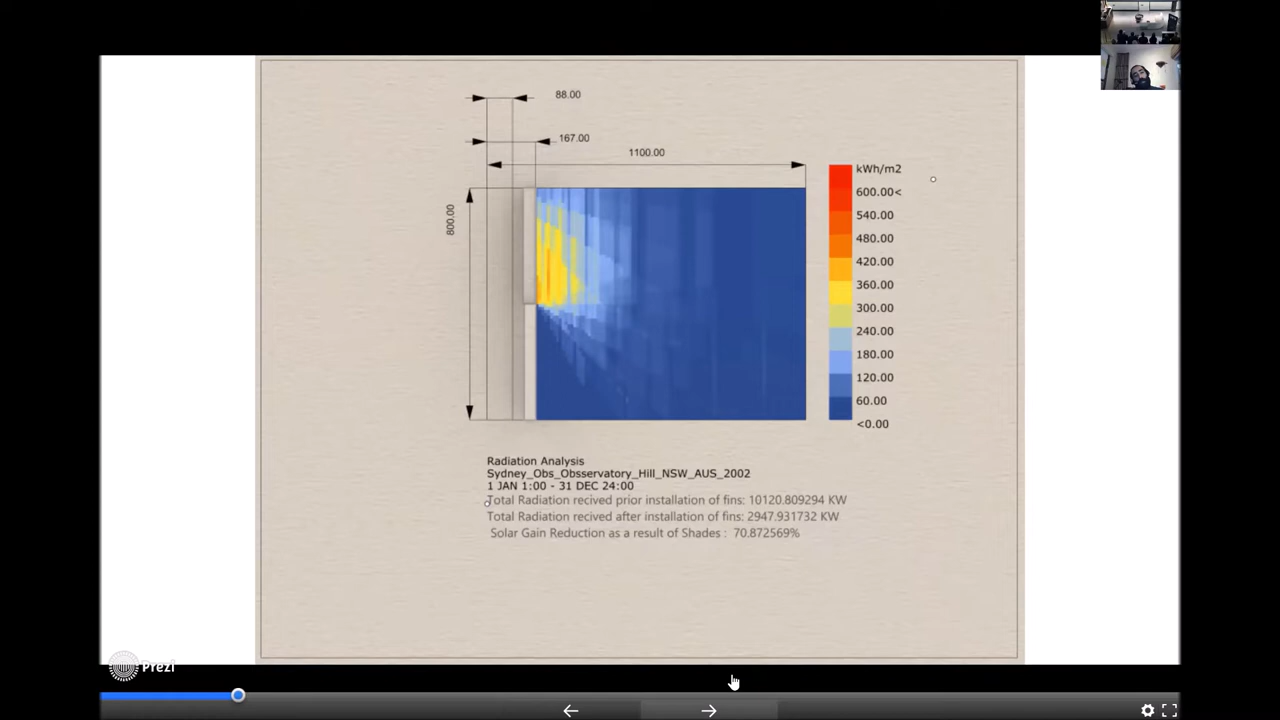 88.00
167.00
1100.00
800.00
kWh/m2
600.00<
540.00
480.00
420.00
360.00
300.00
240.00
180.00
120.00
60.00
<0.00
Radiation Analysis
Sydney_Obs_Obsservatory_Hill_NSW_AUS_2002
1 JAN 1:00 - 31 DEC 24:00
Total Radiation recived prior installation of fins: 10120.809294 KW
Total Radiation recived after installation of fins: 2947.931732 KW
Solar Gain Reduction as a result of Shades : 70.872569%
Prezi